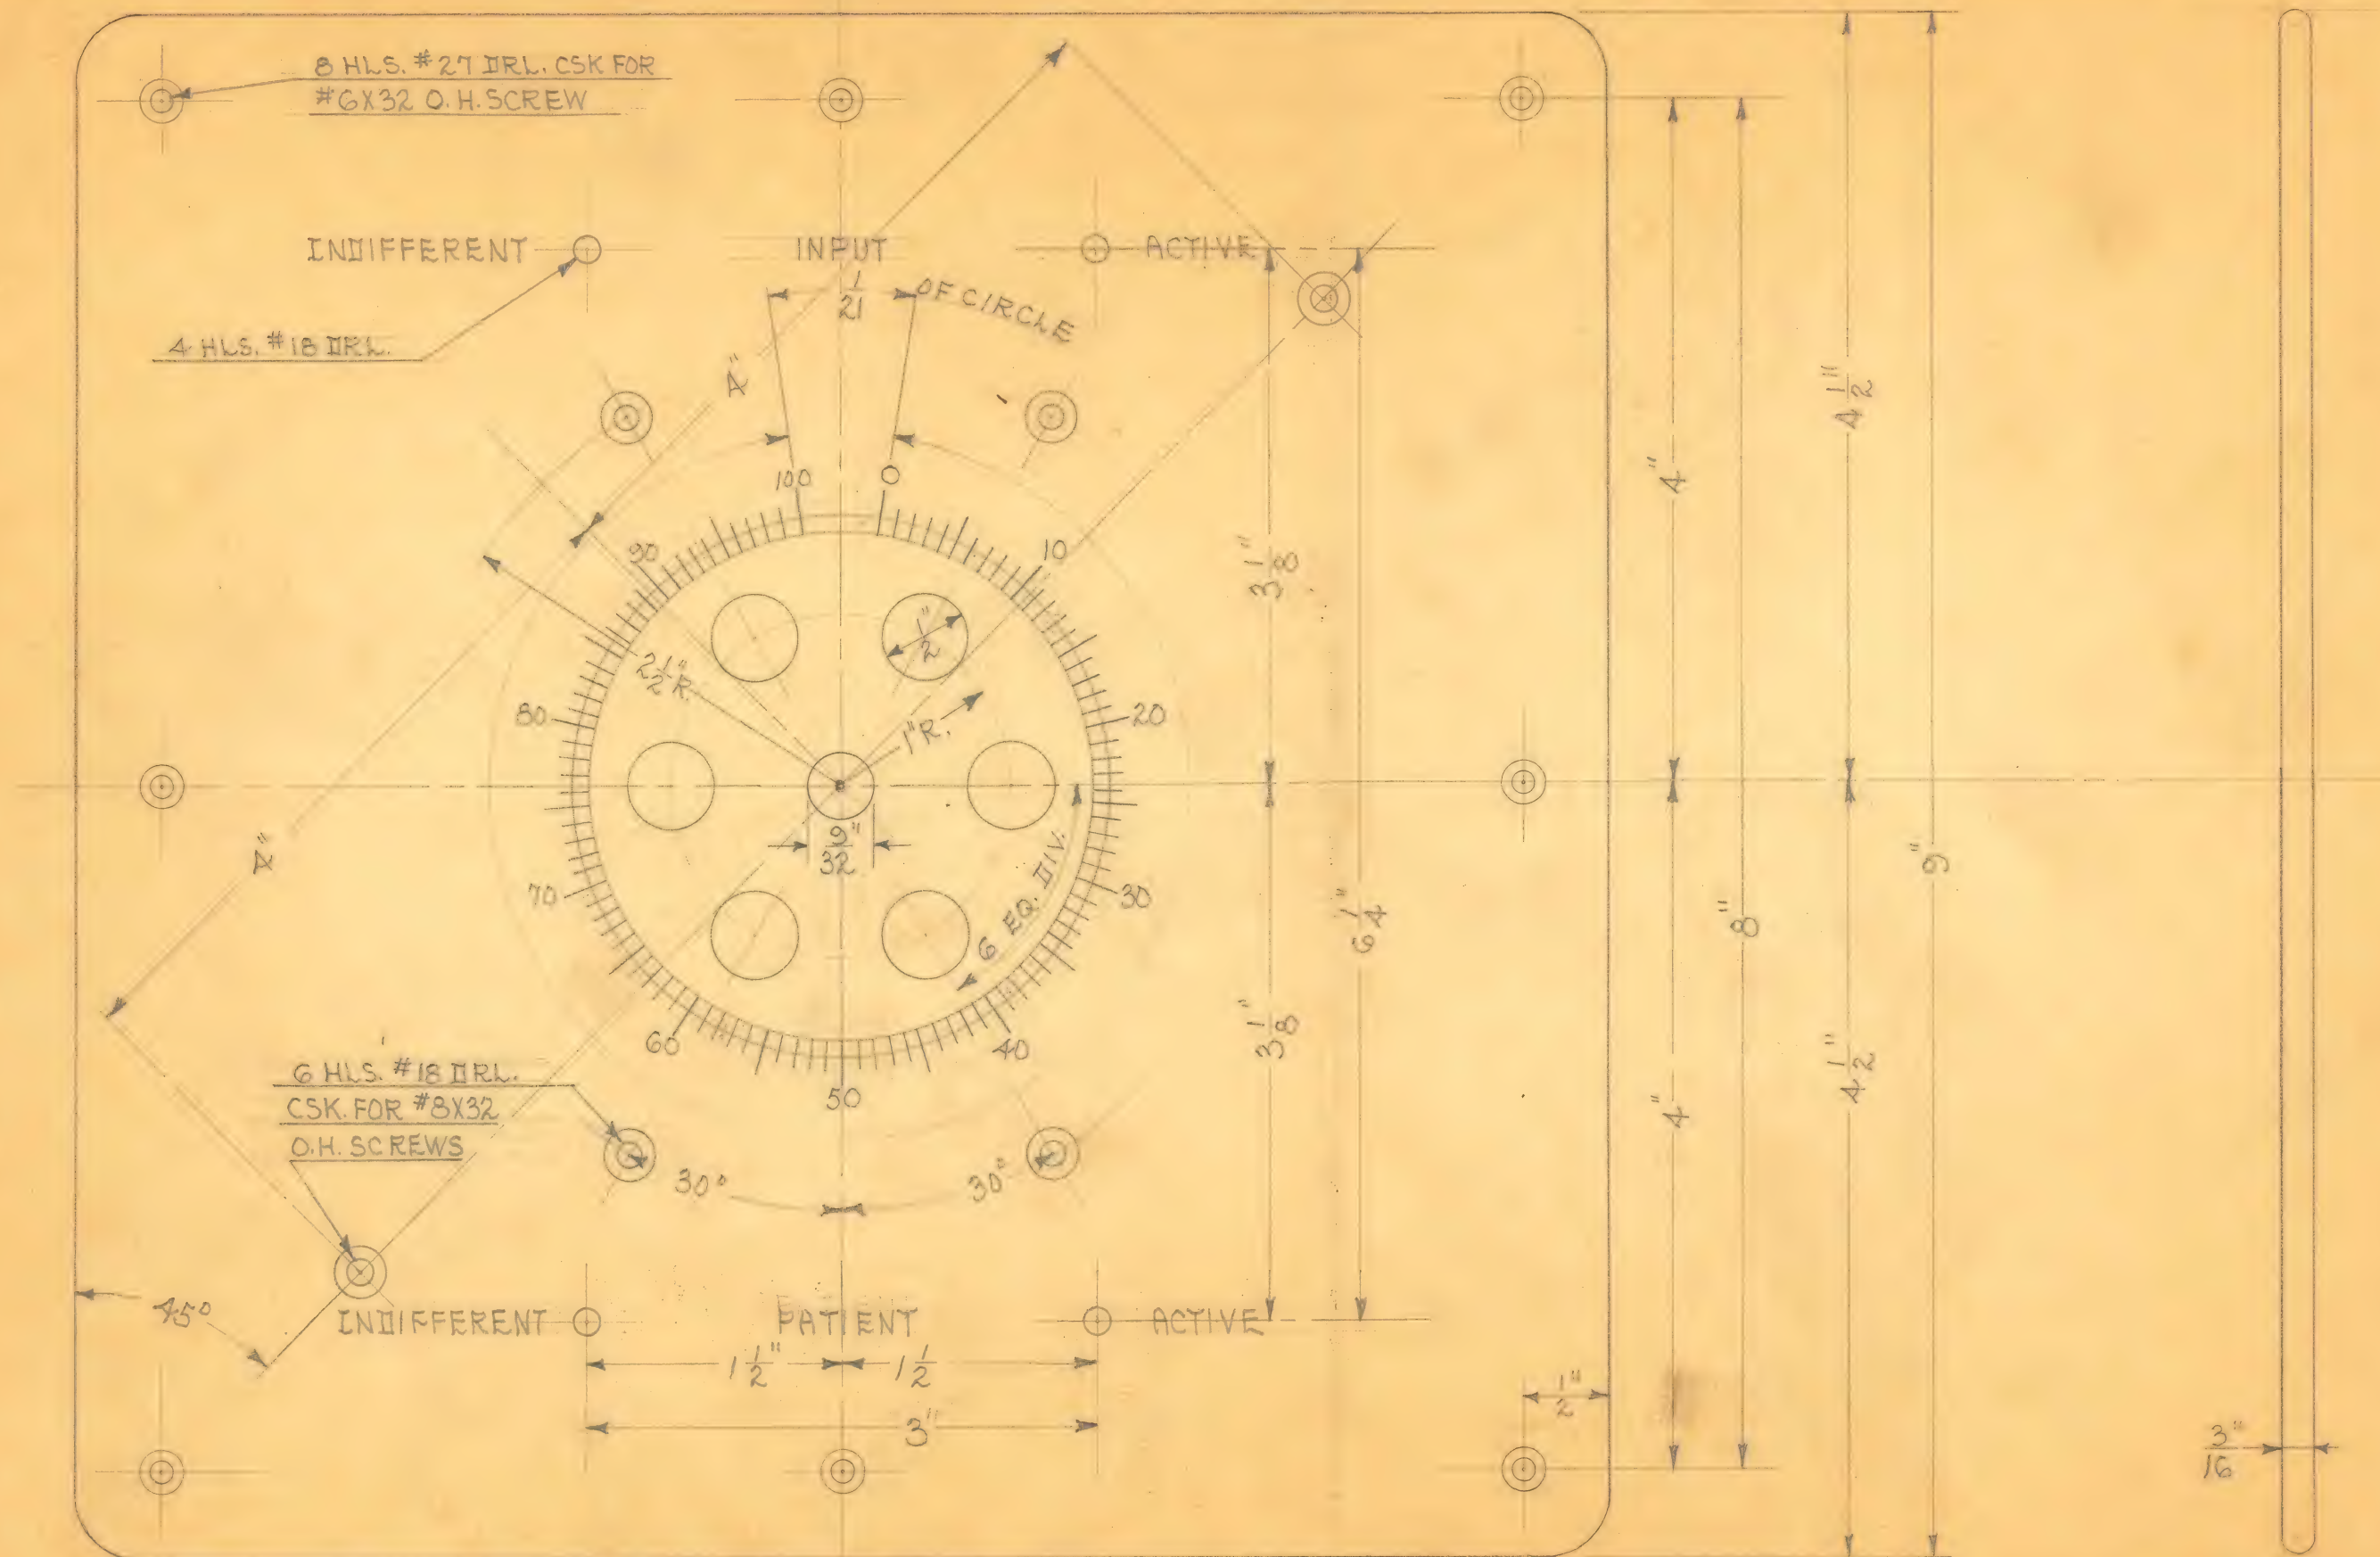 8 HLS. #27 DRL. CSK FOR
#6X32 O.H. SCREW
INDIFFERENT
INPUT
ACTIVE
1/21 OF CIRCLE
4 HLS. #18 DRL.
4"
100
0
90
10
1/2"
2 1/2" R.
1" R.
80
20
9/32"
6 EQ. DIV.
70
30
60
40
50
4"
6 HLS. #18 DRL.
CSK. FOR #8X32
O.H. SCREWS
30°
30°
45°
INDIFFERENT
PATIENT
ACTIVE
1 1/2"
1 1/2
3"
3 1/8"
3 1/8"
6 1/4"
4"
4"
8"
4 1/2"
4 1/2"
9"
1/2"
3/16"